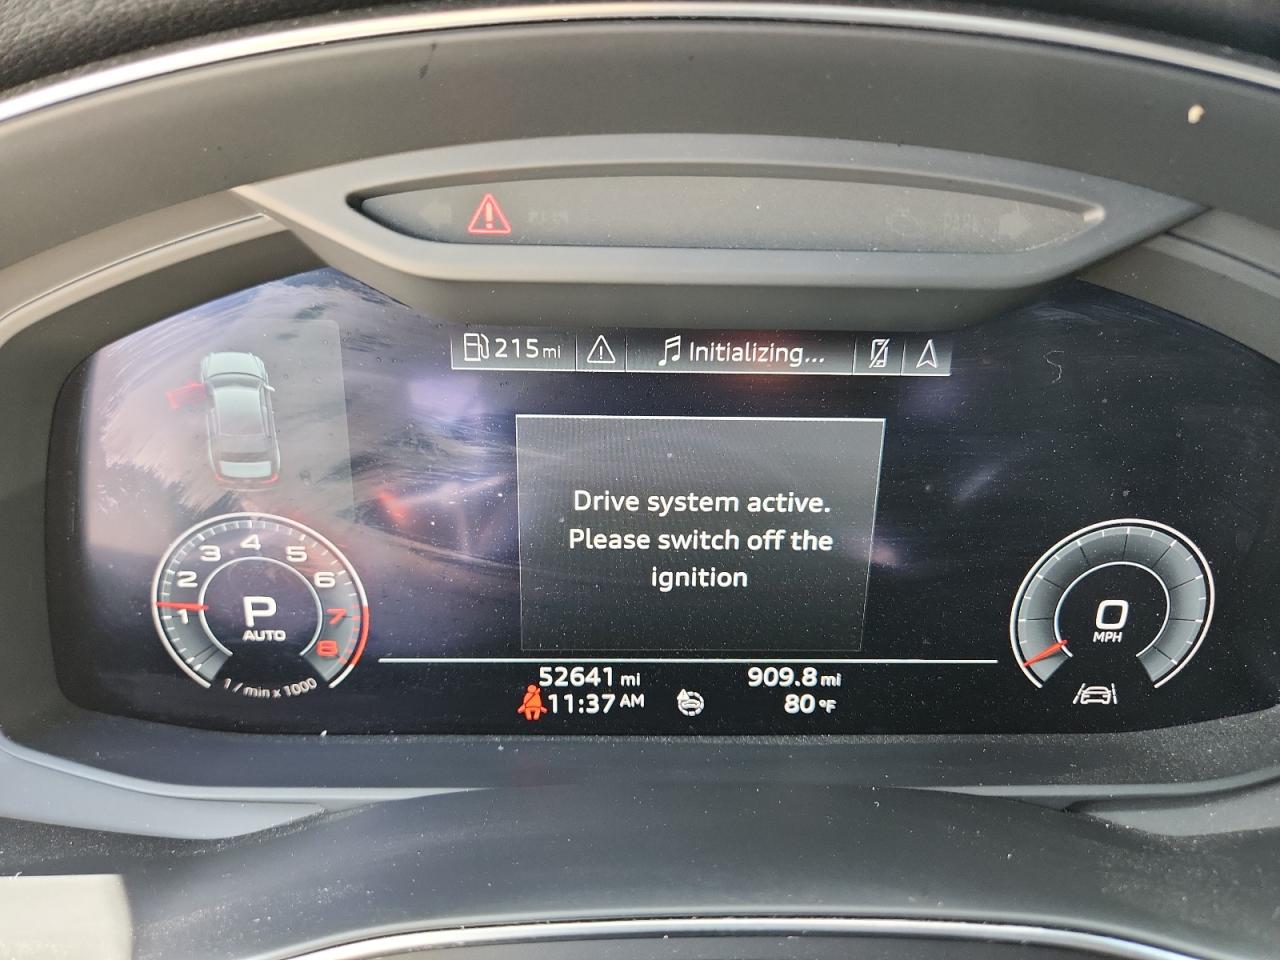 PARK
215 mi
Initializing...
Drive system active.
Please switch off the
ignition
1 2 3 4 5 6 7 8
P
AUTO
1 / min x 1000
0
MPH
52641 mi
909.8 mi
11:37 AM
80 °F